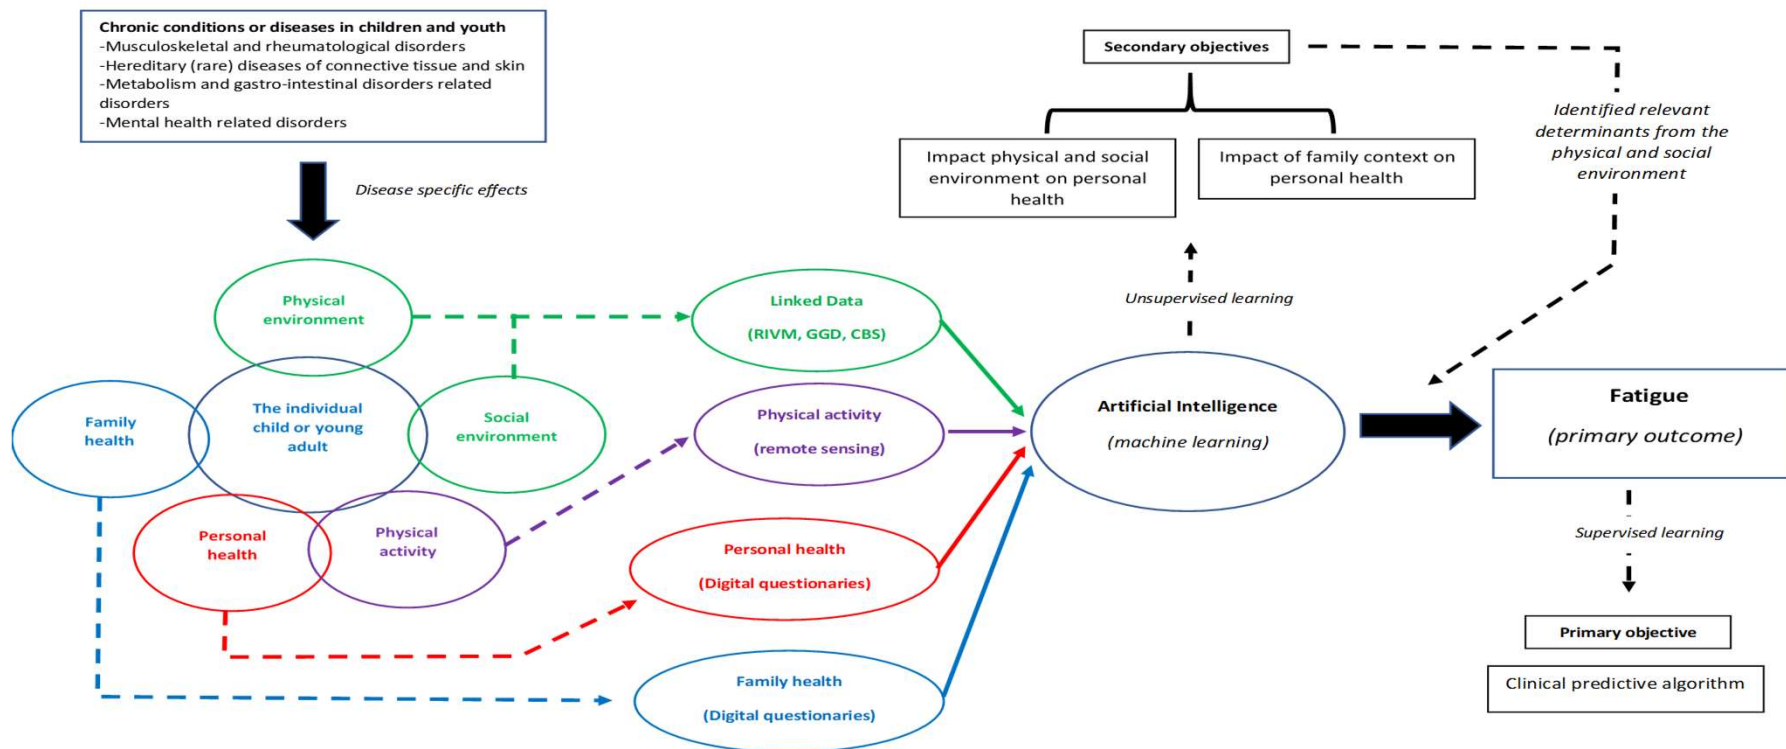 Chronic conditions or diseases in children and youth
-Musculoskeletal and rheumatological disorders
-Hereditary (rare) diseases of connective tissue and skin
-Metabolism and gastro-intestinal disorders related
disorders
-Mental health related disorders
Disease specific effects
Physical
environment
Family
health
The individual
child or young
adult
Social
environment
Personal
health
Physical
activity
Linked Data
(RIVM, GGD, CBS)
Physical activity
(remote sensing)
Personal health
(Digital questionaries)
Family health
(Digital questionaries)
Secondary objectives
Impact physical and social
environment on personal
health
Impact of family context on
personal health
Unsupervised learning
Artificial Intelligence
(machine learning)
Identified relevant
determinants from the
physical and social
environment
Fatigue
(primary outcome)
Supervised learning
Primary objective
Clinical predictive algorithm